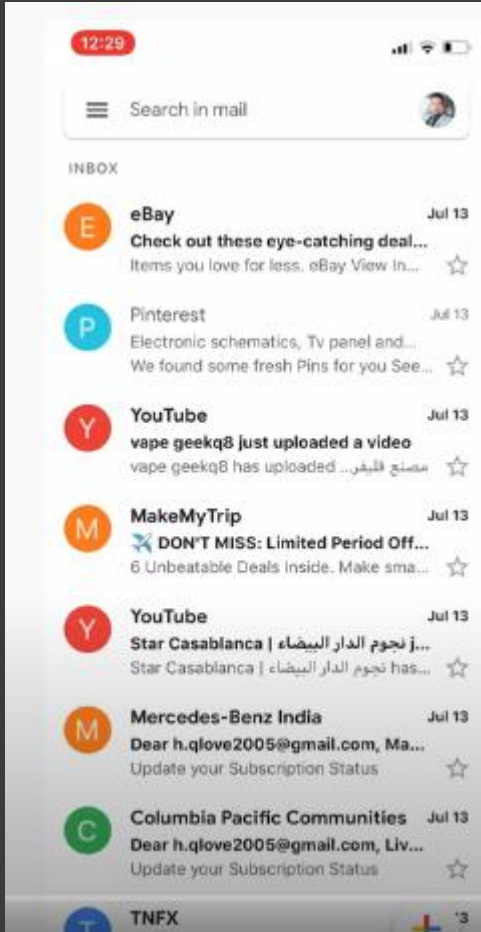 12:29
Search in mail
INBOX
E
eBay
Jul 13
Check out these eye-catching deal...
Items you love for less. eBay View In...
P
Pinterest
Jul 13
Electronic schematics, Tv panel and...
We found some fresh Pins for you See...
Y
YouTube
Jul 13
vape geekq8 just uploaded a video
vape geekq8 has uploaded ...مصنع فليفر
M
MakeMyTrip
Jul 13
✈️ DON'T MISS: Limited Period Off...
6 Unbeatable Deals Inside. Make sma...
Y
YouTube
Jul 13
Star Casablanca | نجوم الدار البيضاء j...
Star Casablanca | نجوم الدار البيضاء has...
M
Mercedes-Benz India
Jul 13
Dear h.qlove2005@gmail.com, Ma...
Update your Subscription Status
C
Columbia Pacific Communities
Jul 13
Dear h.qlove2005@gmail.com, Liv...
Update your Subscription Status
T
TNFX